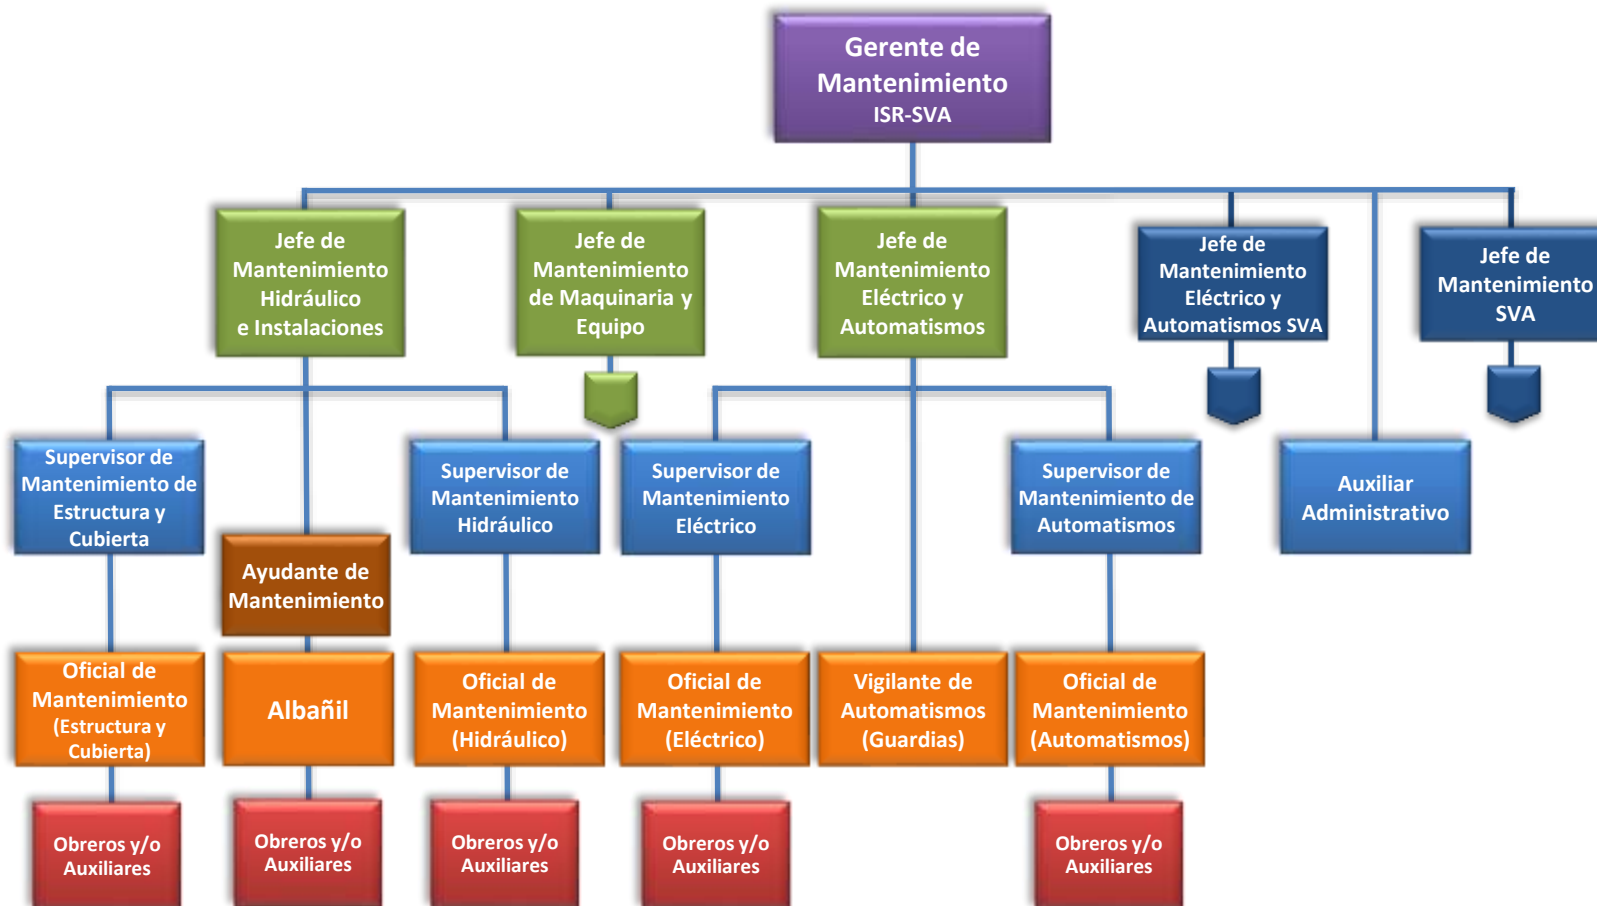 Gerente de
Mantenimiento
ISR-SVA
Jefe de
Mantenimiento
Hidráulico
e Instalaciones
Jefe de
Mantenimiento
de Maquinaria y
Equipo
Jefe de
Mantenimiento
Eléctrico y
Automatismos
Jefe de
Mantenimiento
Eléctrico y
Automatismos SVA
Jefe de
Mantenimiento
SVA
Supervisor de
Mantenimiento de
Estructura y
Cubierta
Supervisor de
Mantenimiento
Hidráulico
Supervisor de
Mantenimiento
Eléctrico
Supervisor de
Mantenimiento de
Automatismos
Auxiliar
Administrativo
Ayudante de
Mantenimiento
Oficial de
Mantenimiento
(Estructura y
Cubierta)
Albañil
Oficial de
Mantenimiento
(Hidráulico)
Oficial de
Mantenimiento
(Eléctrico)
Vigilante de
Automatismos
(Guardias)
Oficial de
Mantenimiento
(Automatismos)
Obreros y/o
Auxiliares
Obreros y/o
Auxiliares
Obreros y/o
Auxiliares
Obreros y/o
Auxiliares
Obreros y/o
Auxiliares